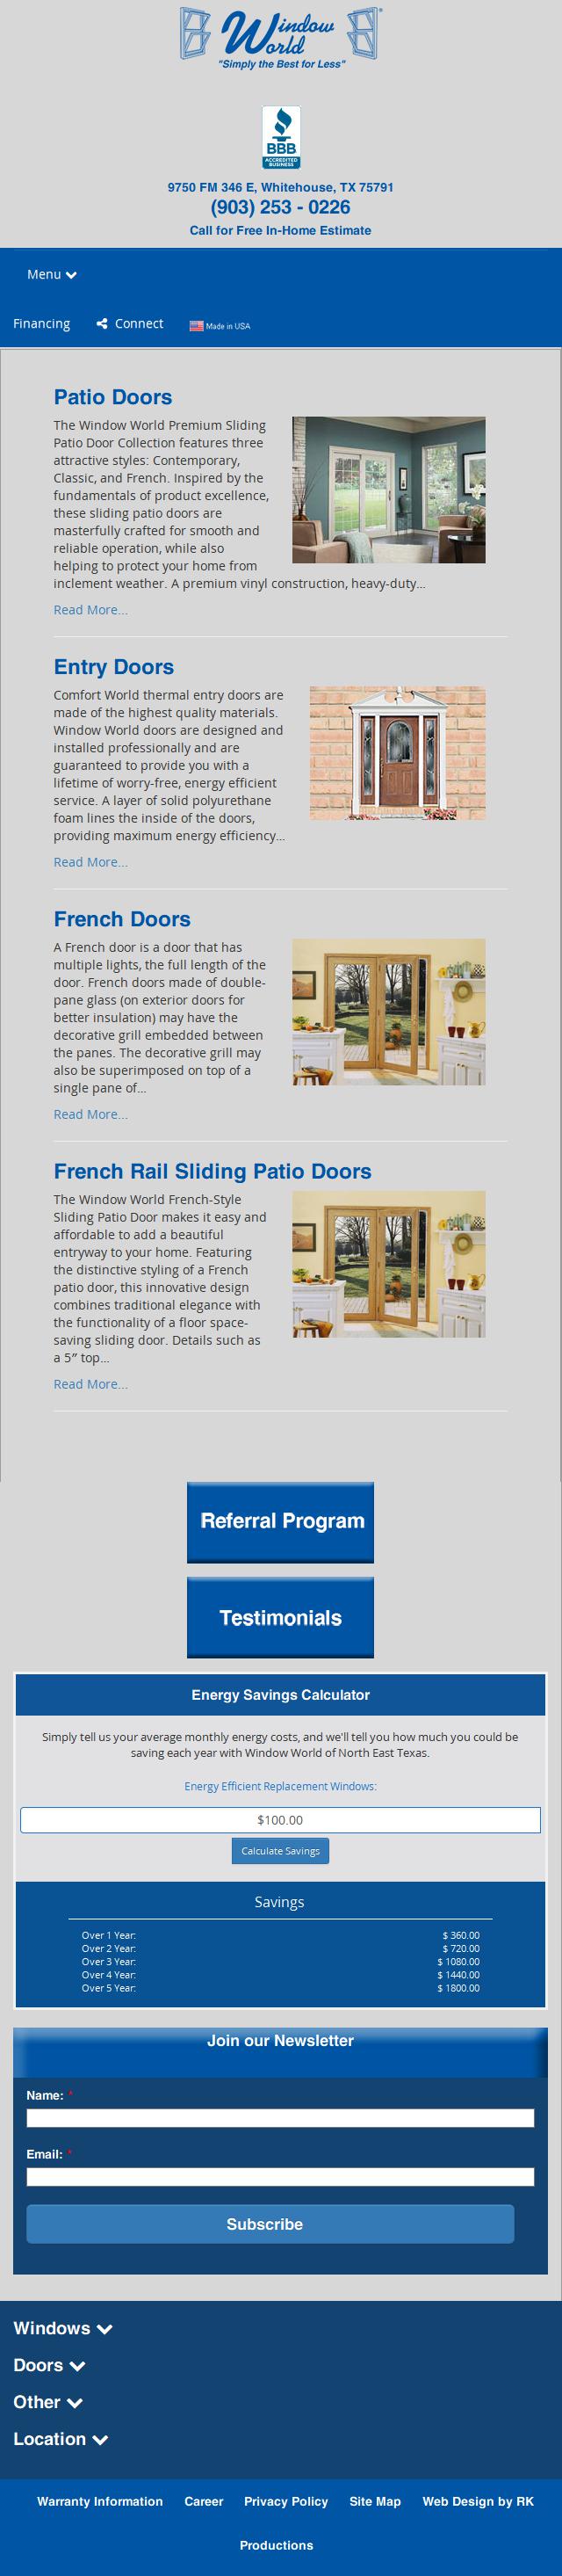 Window World®
"Simply the Best for Less"
BBB
ACCREDITED
BUSINESS
9750 FM 346 E, Whitehouse, TX 75791
(903) 253 - 0226
Call for Free In-Home Estimate
Menu
Financing Connect Made in USA
Patio Doors
The Window World Premium Sliding
Patio Door Collection features three
attractive styles: Contemporary,
Classic, and French. Inspired by the
fundamentals of product excellence,
these sliding patio doors are
masterfully crafted for smooth and
reliable operation, while also
helping to protect your home from
inclement weather. A premium vinyl construction, heavy-duty...
Read More...
Entry Doors
Comfort World thermal entry doors are
made of the highest quality materials.
Window World doors are designed and
installed professionally and are
guaranteed to provide you with a
lifetime of worry-free, energy efficient
service. A layer of solid polyurethane
foam lines the inside of the doors,
providing maximum energy efficiency...
Read More...
French Doors
A French door is a door that has
multiple lights, the full length of the
door. French doors made of double-
pane glass (on exterior doors for
better insulation) may have the
decorative grill embedded between
the panes. The decorative grill may
also be superimposed on top of a
single pane of...
Read More...
French Rail Sliding Patio Doors
The Window World French-Style
Sliding Patio Door makes it easy and
affordable to add a beautiful
entryway to your home. Featuring
the distinctive styling of a French
patio door, this innovative design
combines traditional elegance with
the functionality of a floor space-
saving sliding door. Details such as
a 5″ top...
Read More...
Referral Program
Testimonials
Energy Savings Calculator
Simply tell us your average monthly energy costs, and we'll tell you how much you could be
saving each year with Window World of North East Texas.
Energy Efficient Replacement Windows:
$100.00
Calculate Savings
Savings
Over 1 Year: $ 360.00
Over 2 Year: $ 720.00
Over 3 Year: $ 1080.00
Over 4 Year: $ 1440.00
Over 5 Year: $ 1800.00
Join our Newsletter
Name: *
Email: *
Subscribe
Windows
Doors
Other
Location
Warranty Information Career Privacy Policy Site Map Web Design by RK
Productions